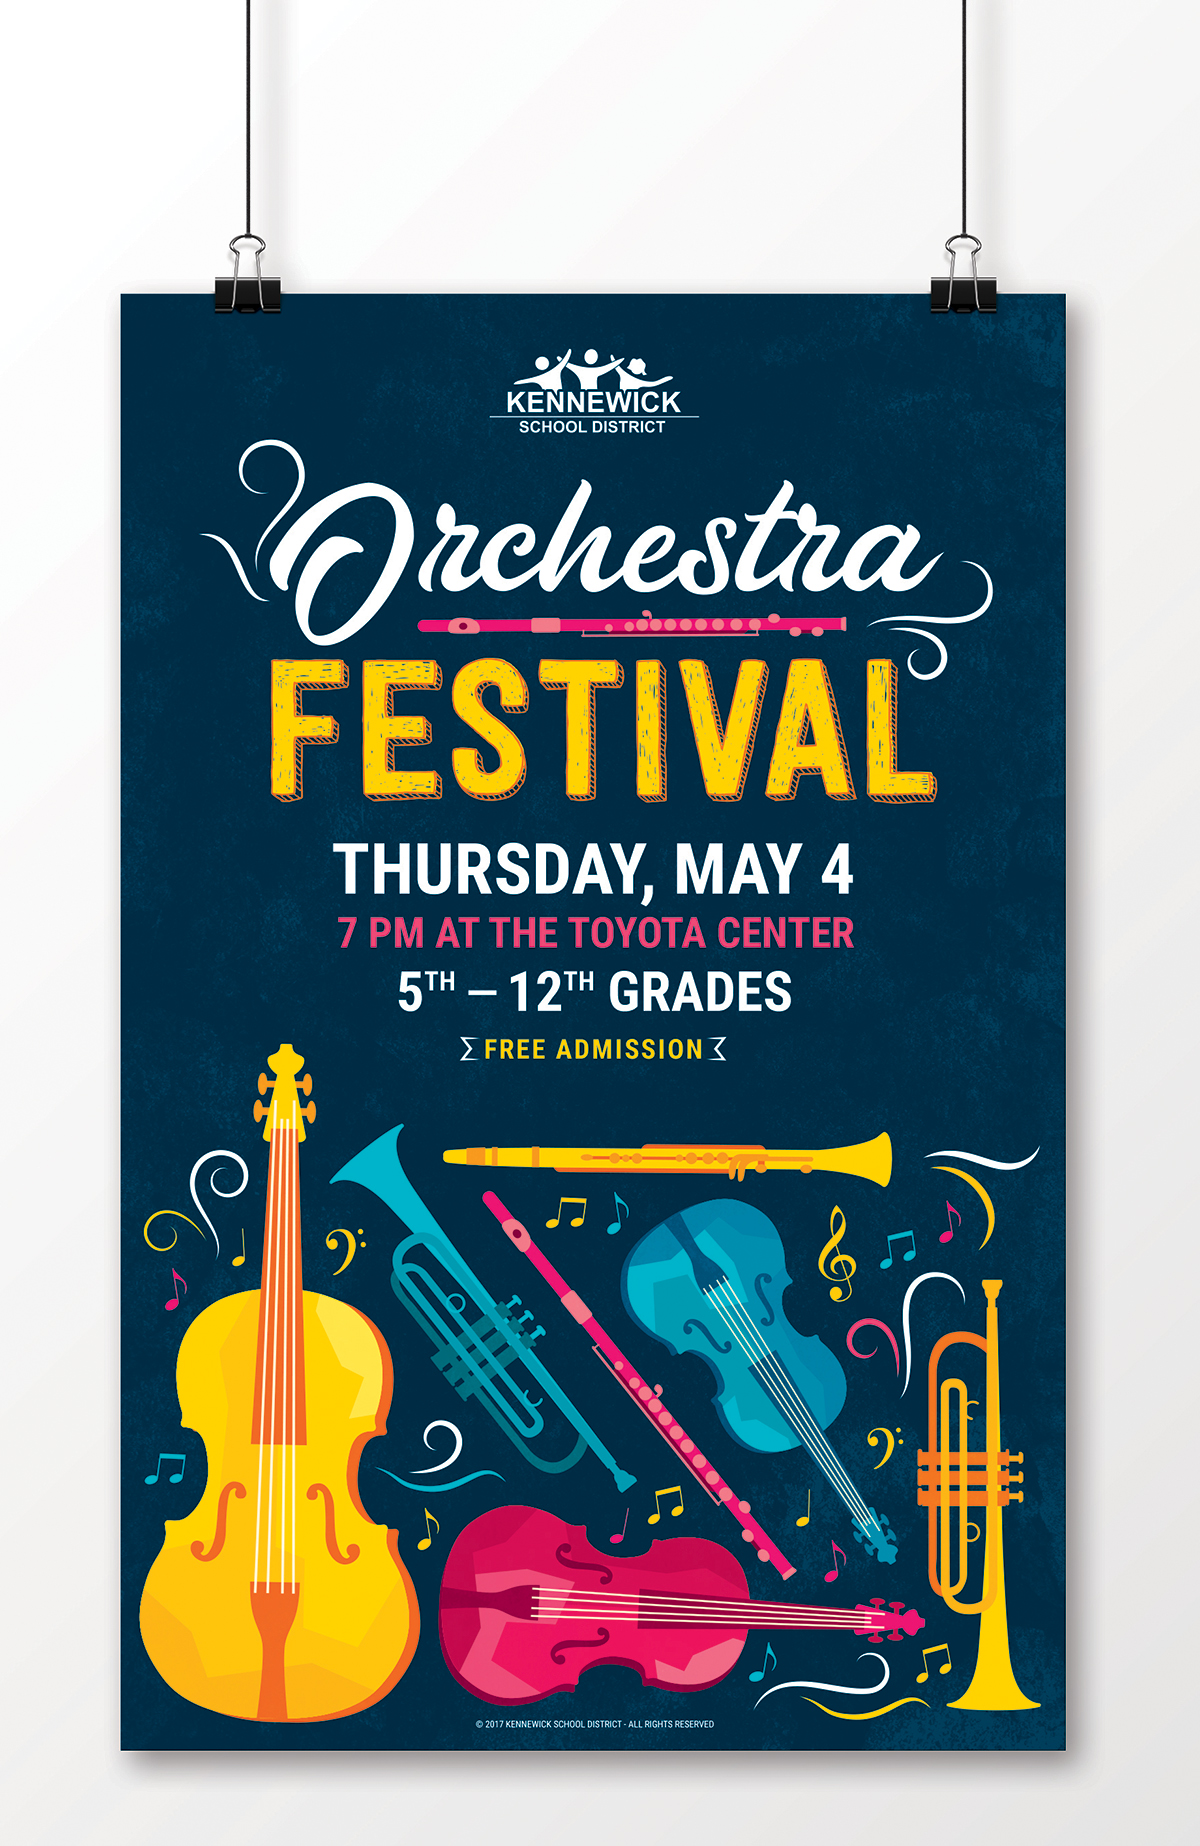 KENNEWICK
SCHOOL DISTRICT
Orchestra
FESTIVAL
THURSDAY, MAY 4
7 PM AT THE TOYOTA CENTER
5TH – 12TH GRADES
FREE ADMISSION
© 2017 KENNEWICK SCHOOL DISTRICT - ALL RIGHTS RESERVED